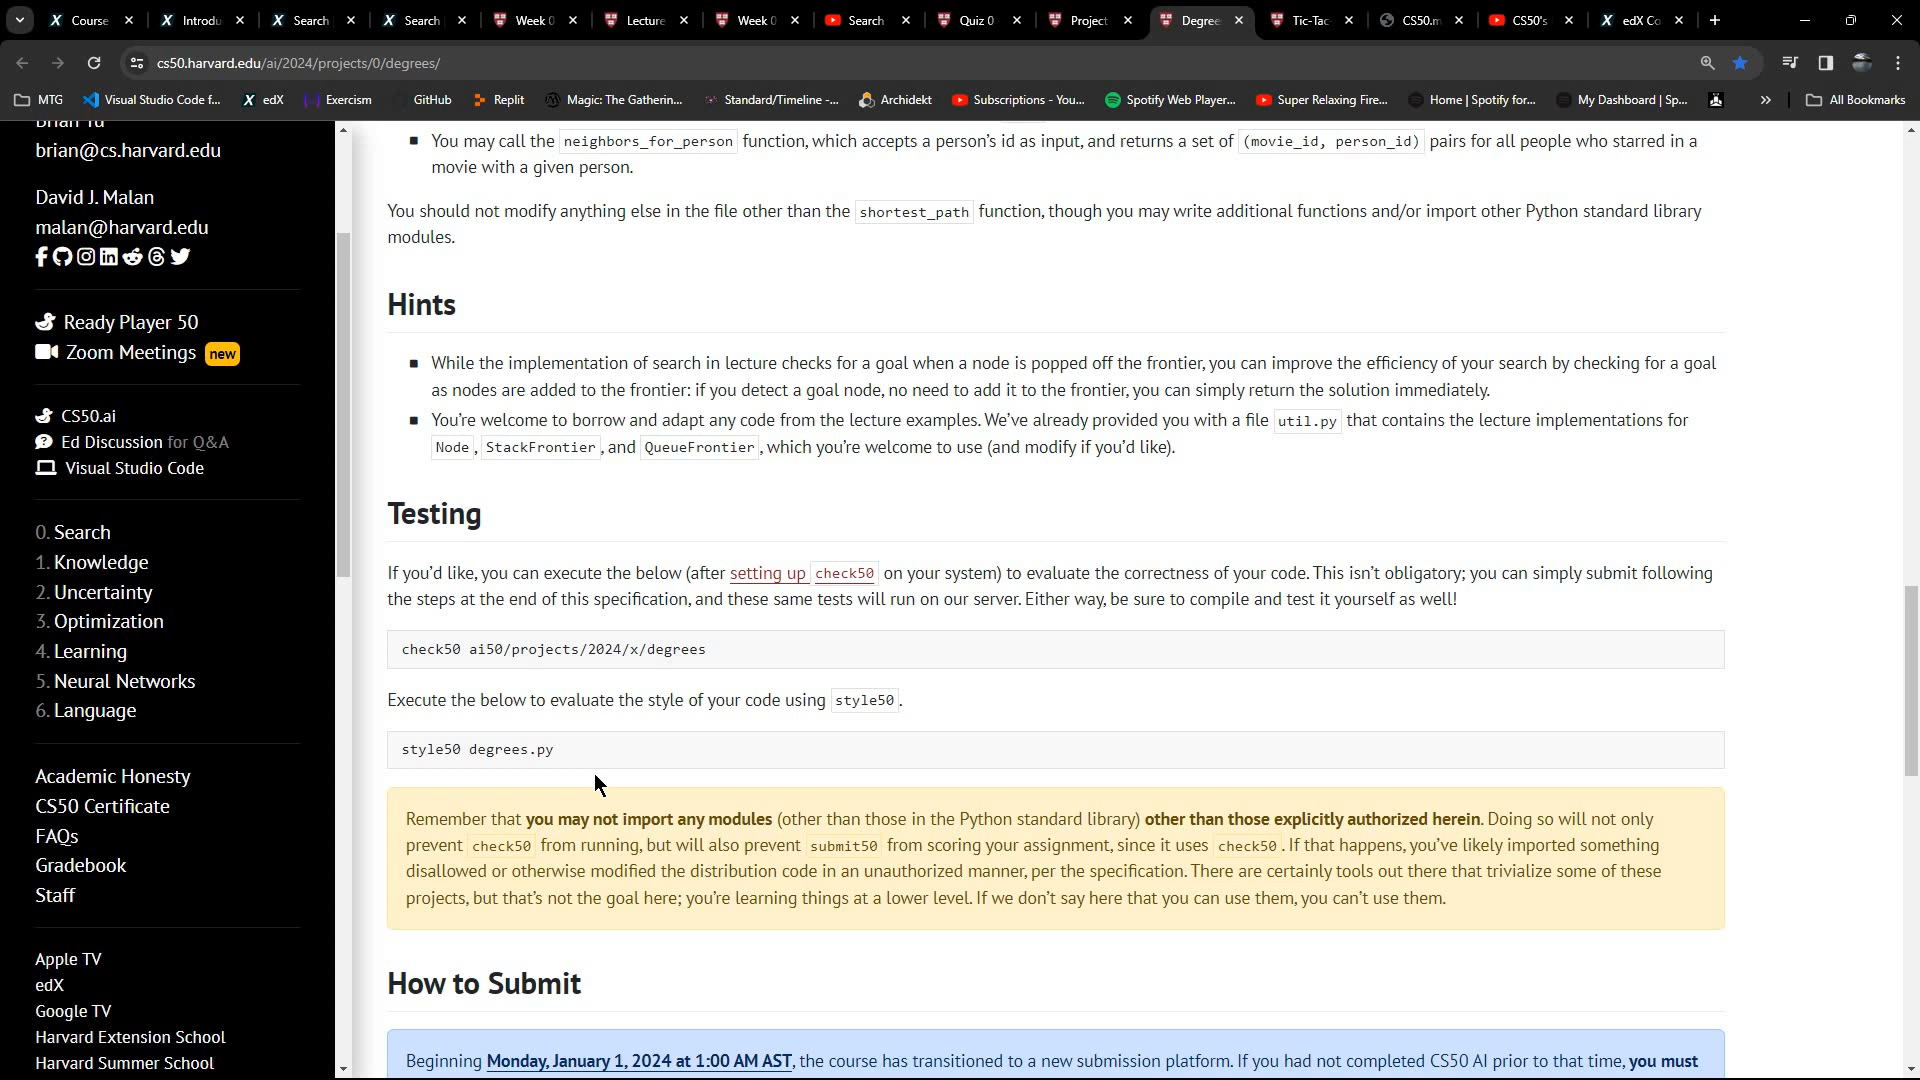 Course
Introdu
Search
Search
Week 0
Lecture
Week 0
Search
Quiz 0
Project
Degree
Tic-Tac
CS50.m
CS50's
edX Co
cs50.harvard.edu/ai/2024/projects/0/degrees/
MTG
Visual Studio Code f...
edX
Exercism
GitHub
Replit
Magic: The Gatherin...
Standard/Timeline -...
Archidekt
Subscriptions - You...
Spotify Web Player...
Super Relaxing Fire...
Home | Spotify for...
My Dashboard | Sp...
All Bookmarks
Brian Yu
brian@cs.harvard.edu
David J. Malan
malan@harvard.edu
Ready Player 50
Zoom Meetings new
CS50.ai
Ed Discussion for Q&A
Visual Studio Code
0. Search
1. Knowledge
2. Uncertainty
3. Optimization
4. Learning
5. Neural Networks
6. Language
Academic Honesty
CS50 Certificate
FAQs
Gradebook
Staff
Apple TV
edX
Google TV
Harvard Extension School
Harvard Summer School
You may call the neighbors_for_person function, which accepts a person's id as input, and returns a set of (movie_id, person_id) pairs for all people who starred in a
movie with a given person.
You should not modify anything else in the file other than the shortest_path function, though you may write additional functions and/or import other Python standard library
modules.
Hints
While the implementation of search in lecture checks for a goal when a node is popped off the frontier, you can improve the efficiency of your search by checking for a goal
as nodes are added to the frontier: if you detect a goal node, no need to add it to the frontier, you can simply return the solution immediately.
You're welcome to borrow and adapt any code from the lecture examples. We've already provided you with a file util.py that contains the lecture implementations for
Node, StackFrontier, and QueueFrontier, which you're welcome to use (and modify if you'd like).
Testing
If you'd like, you can execute the below (after setting up check50 on your system) to evaluate the correctness of your code. This isn't obligatory; you can simply submit following
the steps at the end of this specification, and these same tests will run on our server. Either way, be sure to compile and test it yourself as well!
check50 ai50/projects/2024/x/degrees
Execute the below to evaluate the style of your code using style50.
style50 degrees.py
Remember that you may not import any modules (other than those in the Python standard library) other than those explicitly authorized herein. Doing so will not only
prevent check50 from running, but will also prevent submit50 from scoring your assignment, since it uses check50. If that happens, you've likely imported something
disallowed or otherwise modified the distribution code in an unauthorized manner, per the specification. There are certainly tools out there that trivialize some of these
projects, but that's not the goal here; you're learning things at a lower level. If we don't say here that you can use them, you can't use them.
How to Submit
Beginning Monday, January 1, 2024 at 1:00 AM AST, the course has transitioned to a new submission platform. If you had not completed CS50 AI prior to that time, you must